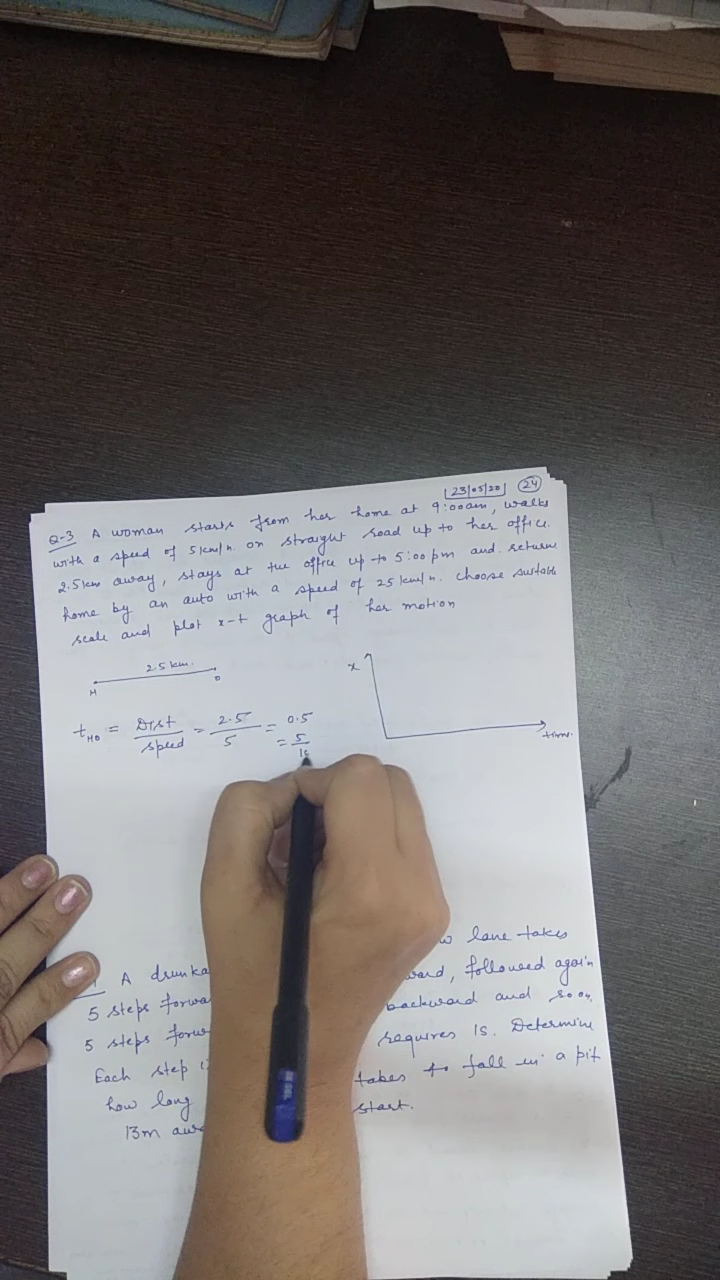 23/05/20 24
Q-3 A woman starts from her home at 9:00am, walks
with a speed of 5km/h. on straight road up to her office
2.5km away, stays at the office up to 5:00 pm and return
home by an auto with a speed of 25 km/h. choose suitable
scale and plot x-t graph of her motion
2.5 km.
H O
x
time.
tHO = Dist/speed = 2.5/5 = 0.5
= 5/10
lane takes
A drunka ward, followed again
5 steps forwa backward and so on,
5 steps forw requires 1s. Determine
Each step takes to fall in a pit
how long start.
13m awa